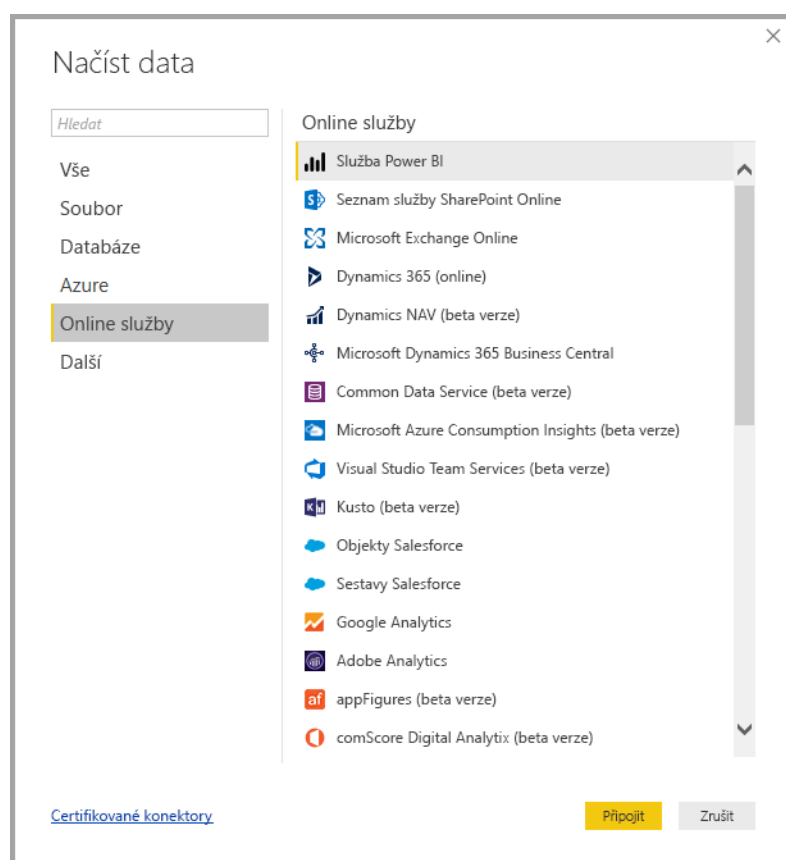 Načíst data
Hledat
Vše
Soubor
Databáze
Azure
Online služby
Další
Online služby
Služba Power BI
Seznam služby SharePoint Online
Microsoft Exchange Online
Dynamics 365 (online)
Dynamics NAV (beta verze)
Microsoft Dynamics 365 Business Central
Common Data Service (beta verze)
Microsoft Azure Consumption Insights (beta verze)
Visual Studio Team Services (beta verze)
Kusto (beta verze)
Objekty Salesforce
Sestavy Salesforce
Google Analytics
Adobe Analytics
af appFigures (beta verze)
comScore Digital Analytix (beta verze)
Certifikované konektory
Připojit
Zrušit